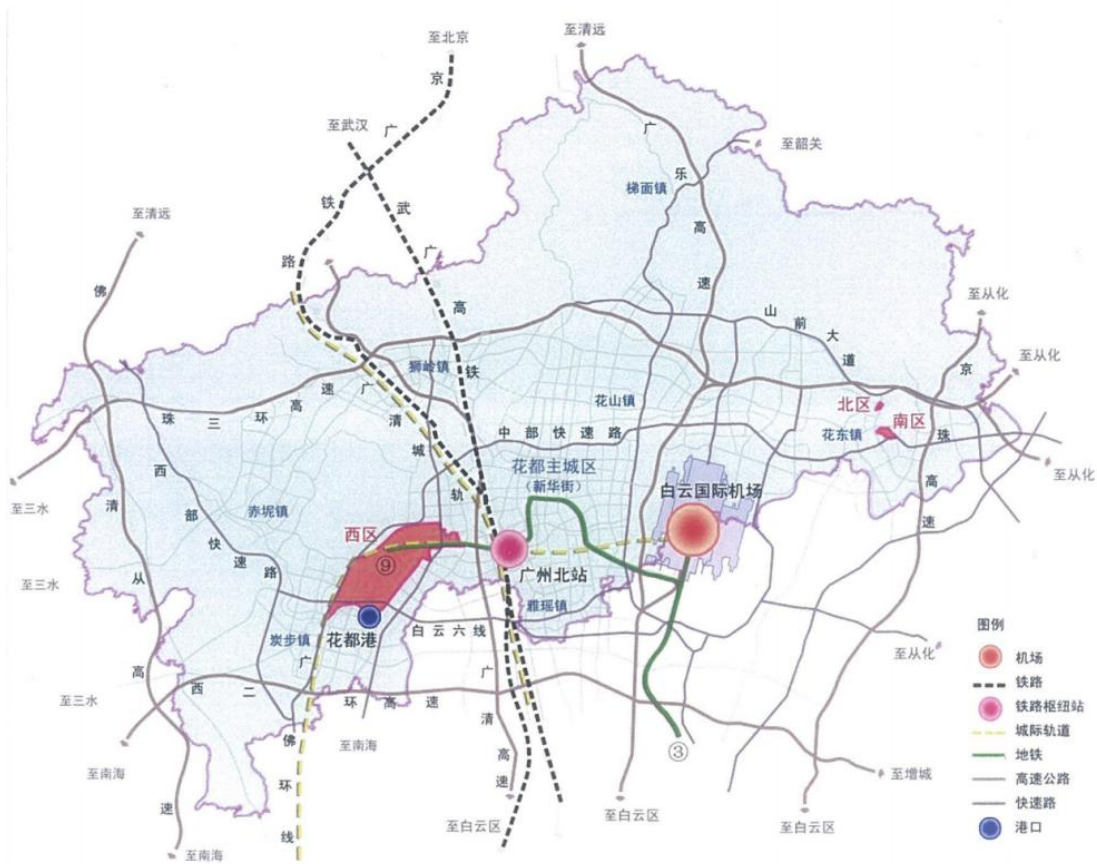 至清远
至北京
京
广
铁
路
至武汉
武
广
高
铁
广
乐
高
速
梯面镇
至韶关
至清远
佛
清
从
高
速
山
前
大
道
至从化
至从化
京
珠
高
速
狮岭镇
珠三环高速
广
清
城
轨
花山镇
北区
南区
花东镇
中部快速路
花都主城区
(新华街)
白云国际机场
至从化
西
部
快
速
路
至三水
赤坭镇
西区
⑨
广州北站
至三水
雅瑶镇
花都港
炭步镇
白云六线
广
佛
环
线
西二环高速
广
清
高
速
至从化
至三水
至南海
至南海
③
至增城
至白云区
至白云区
至白云区
至南海
图例
机场
铁路
铁路枢纽站
城际轨道
地铁
高速公路
快速路
港口